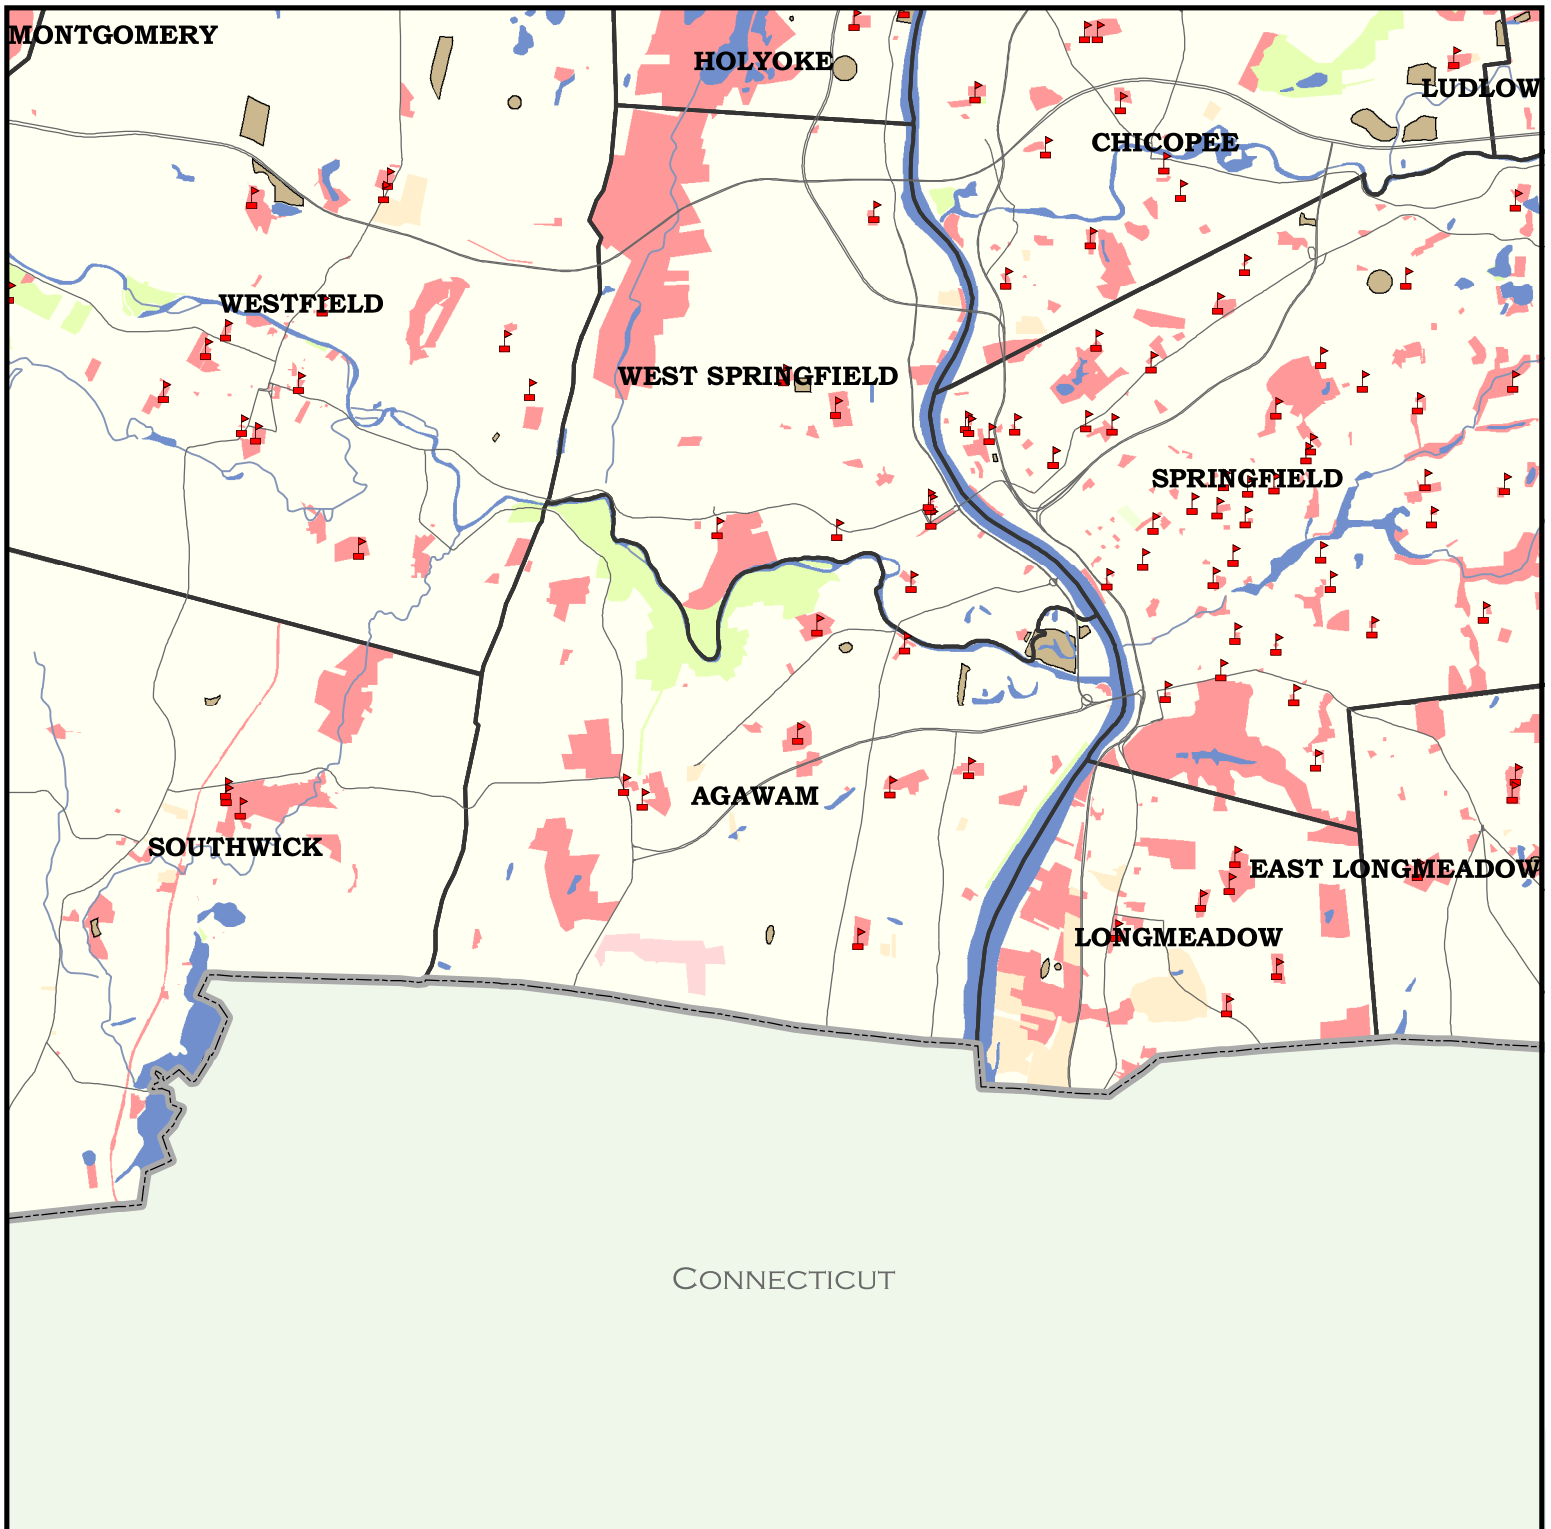 MONTGOMERY
HOLYOKE
LUDLOW
CHICOPEE
WESTFIELD
WEST SPRINGFIELD
SPRINGFIELD
AGAWAM
SOUTHWICK
EAST LONGMEADOW
LONGMEADOW
CONNECTICUT